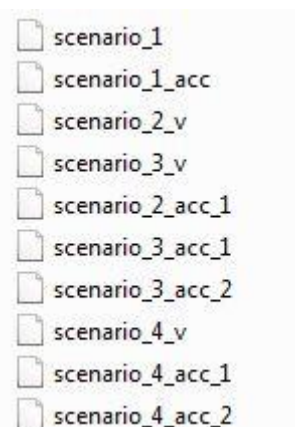 scenario_1
scenario_1_acc
scenario_2_v
scenario_3_v
scenario_2_acc_1
scenario_3_acc_1
scenario_3_acc_2
scenario_4_v
scenario_4_acc_1
scenario_4_acc_2